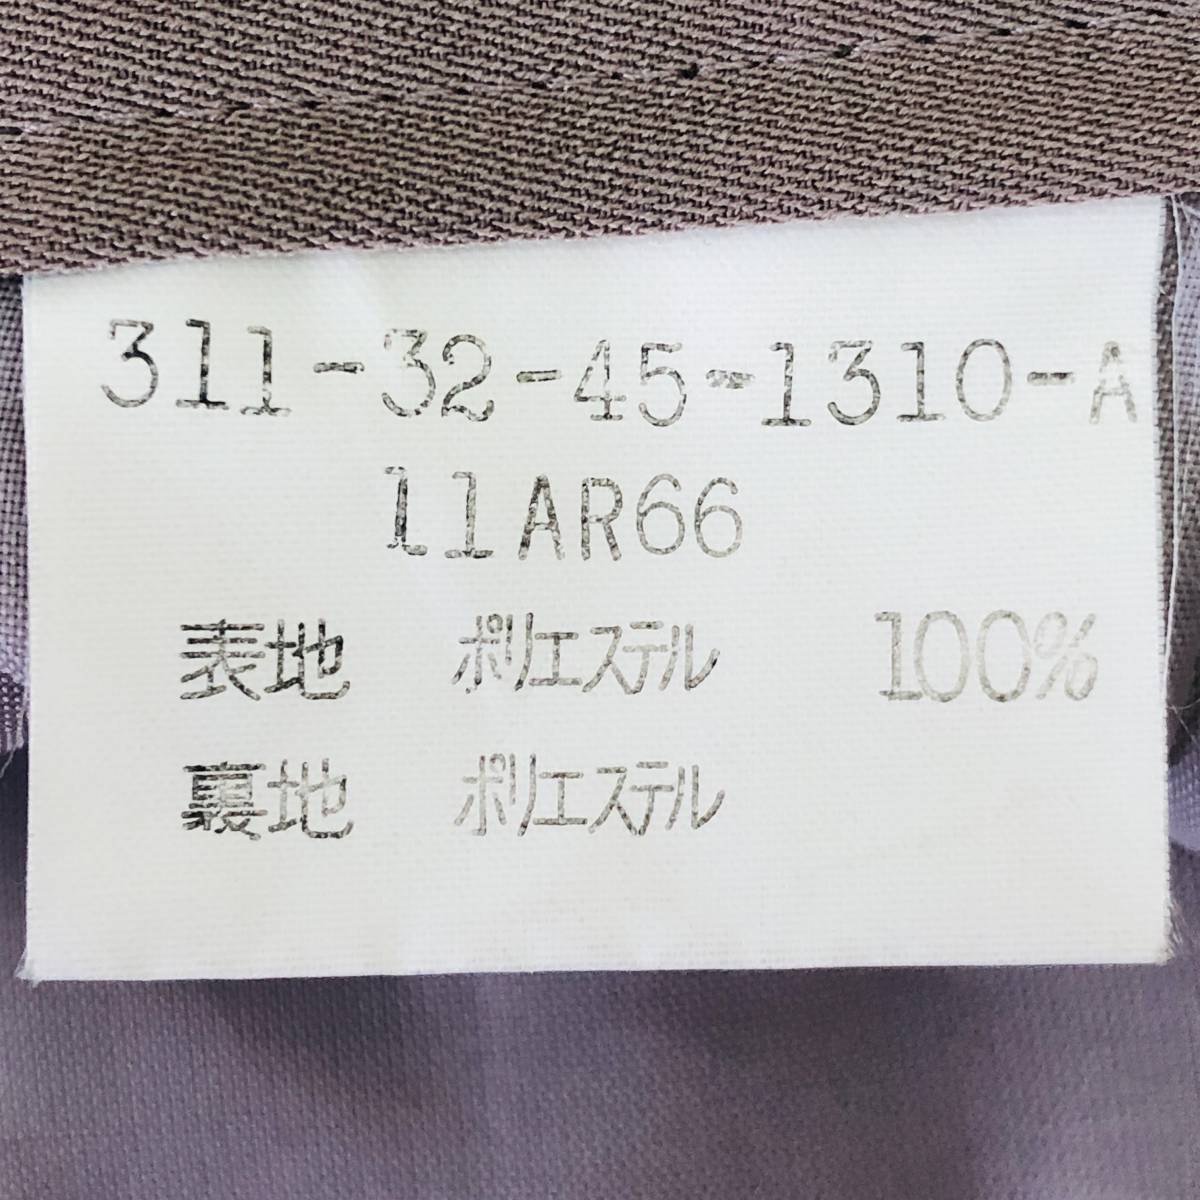 311-32-45-1310-A
11AR66
表地 ポリエステル 100%
裏地 ポリエステル